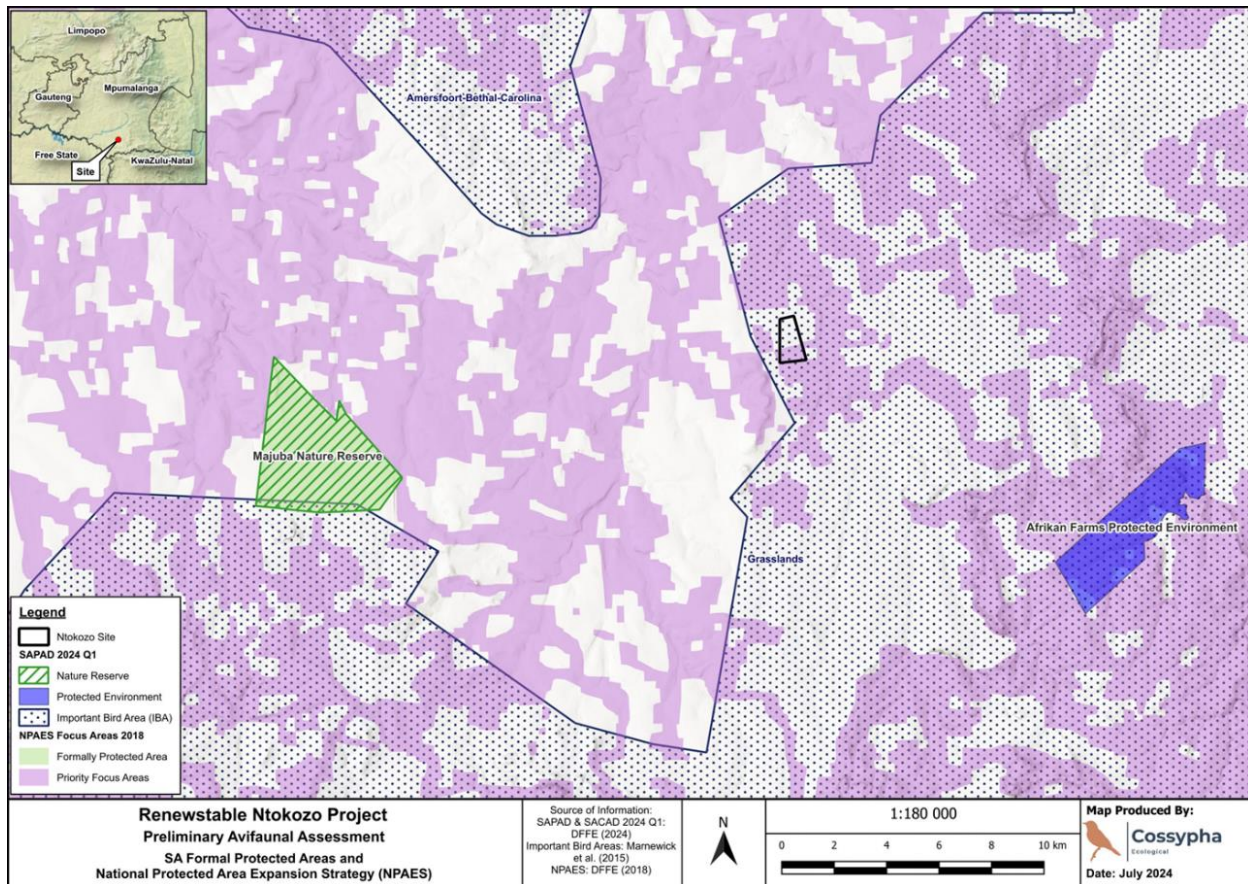 Limpopo
Gauteng
Mpumalanga
Free State
KwaZulu-Natal
Site
Amersfoort-Bethal-Carolina
Majuba Nature Reserve
Afrikan Farms Protected Environment
Grasslands
Legend
Ntokozo Site
SAPAD 2024 Q1
Nature Reserve
Protected Environment
Important Bird Area (IBA)
NPAES Focus Areas 2018
Formally Protected Area
Priority Focus Areas
Renewstable Ntokozo Project
Preliminary Avifaunal Assessment
SA Formal Protected Areas and
National Protected Area Expansion Strategy (NPAES)
Source of Information:
SAPAD & SACAD 2024 Q1:
DFFE (2024)
Important Bird Areas: Marnewick
et al. (2015)
NPAES: DFFE (2018)
N
1:180 000
0 2 4 6 8 10 km
Map Produced By:
Cossypha
Ecological
Date: July 2024